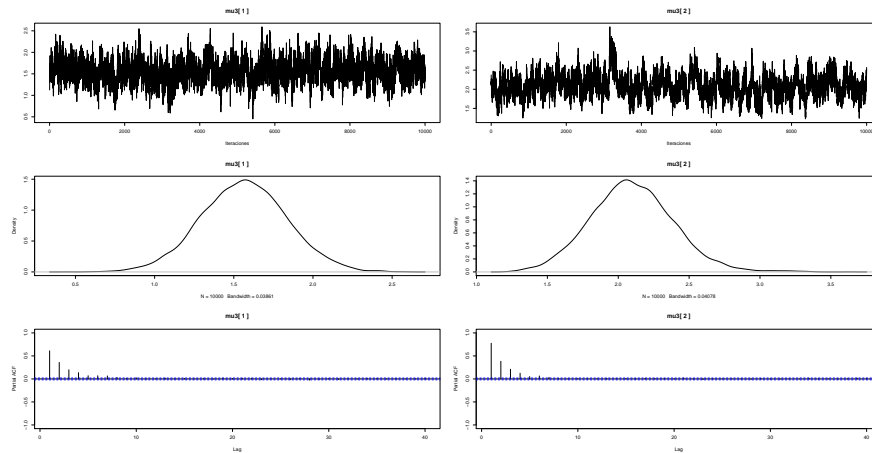 mu3[ 1 ]
0.5 1.0 1.5 2.0 2.5
0 2000 4000 6000 8000 10000
Iteraciones
mu3[ 2 ]
1.5 2.0 2.5 3.0 3.5
0 2000 4000 6000 8000 10000
Iteraciones
mu3[ 1 ]
Density
0.0 0.5 1.0 1.5
0.5 1.0 1.5 2.0 2.5
N = 10000 Bandwidth = 0.03861
mu3[ 2 ]
Density
0.0 0.2 0.4 0.6 0.8 1.0 1.2 1.4
1.0 1.5 2.0 2.5 3.0 3.5
N = 10000 Bandwidth = 0.04078
mu3[ 1 ]
Partial ACF
-1.0 -0.5 0.0 0.5 1.0
0 10 20 30 40
Lag
mu3[ 2 ]
Partial ACF
-1.0 -0.5 0.0 0.5 1.0
0 10 20 30 40
Lag